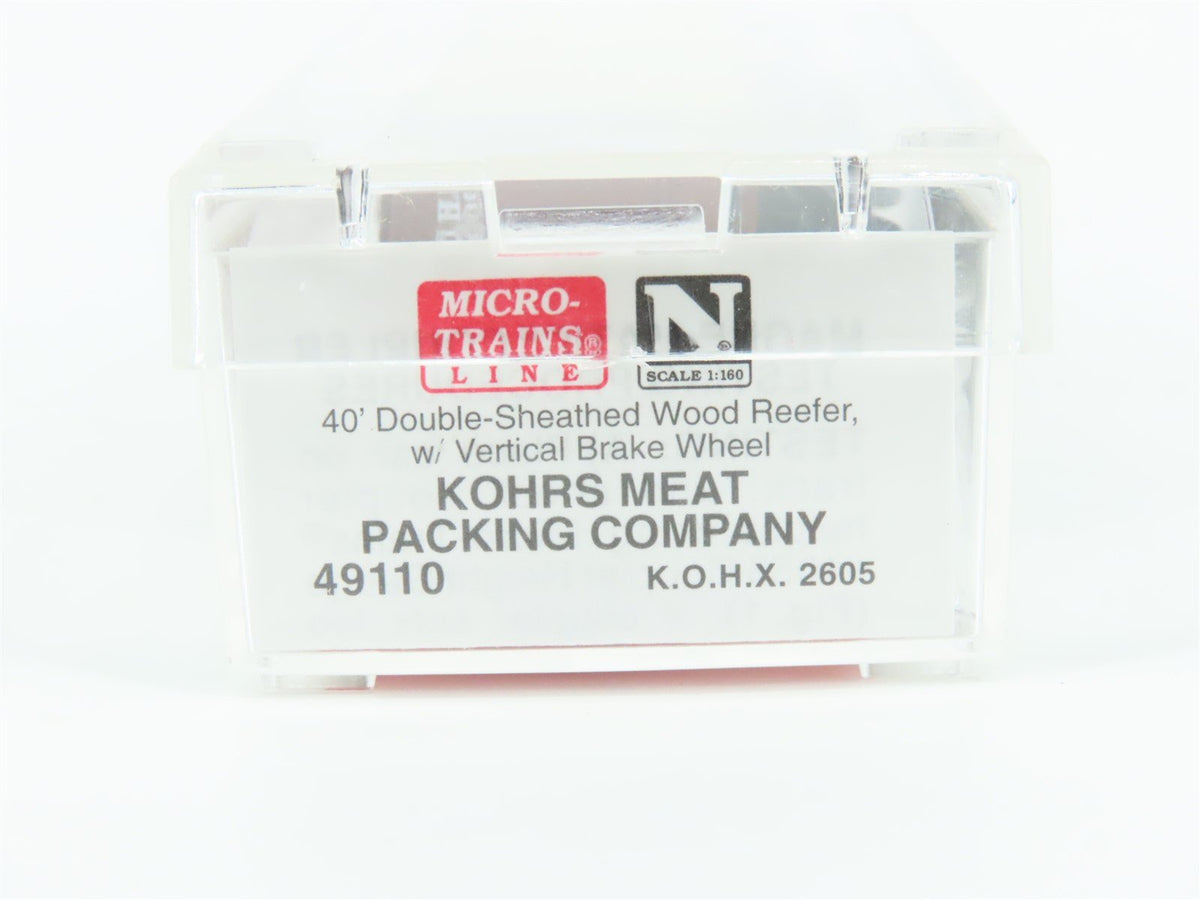 MICRO-
TRAINS®
LINE
N®
SCALE 1:160
40' Double-Sheathed Wood Reefer,
w/ Vertical Brake Wheel
KOHRS MEAT
PACKING COMPANY
49110 K.O.H.X. 2605